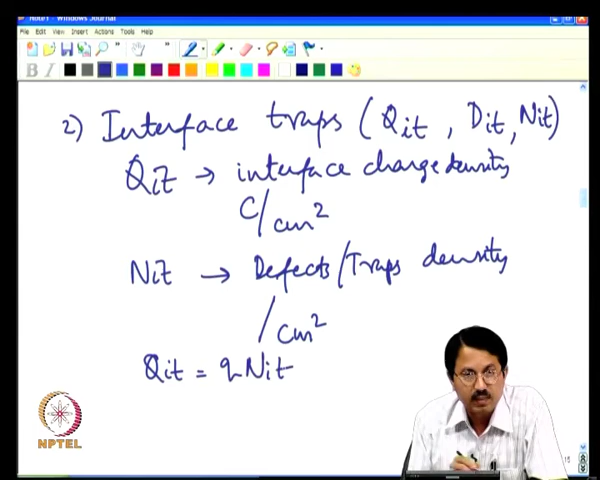 Note1 - Windows Journal
File Edit View Insert Actions Tools Help
B I
2) Interface traps (Qit, Dit, Nit)
Qit → interface charge density
C/cm²
Nit → Defects/Traps density
/cm²
Qit = qNit
NPTEL